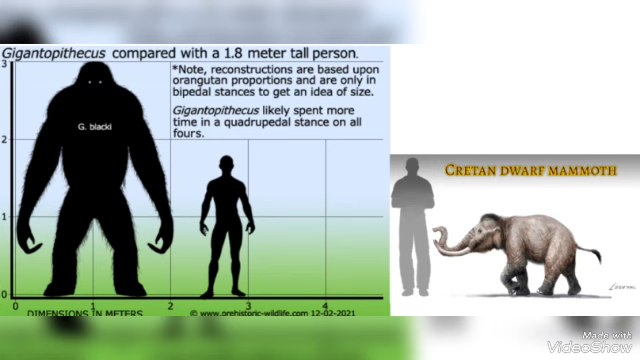 Gigantopithecus compared with a 1.8 meter tall person.
3
*Note, reconstructions are based upon
orangutan proportions and are only in
bipedal stances to get an idea of size.
Gigantopithecus likely spent more
time in a quadrupedal stance on all
fours.
G. blacki
2
1
0
0 1 2 3 4
DIMENSIONS IN METERS
© www.prehistoric-wildlife.com 12-02-2021
CRETAN DWARF MAMMOTH
Made with
VideoShow